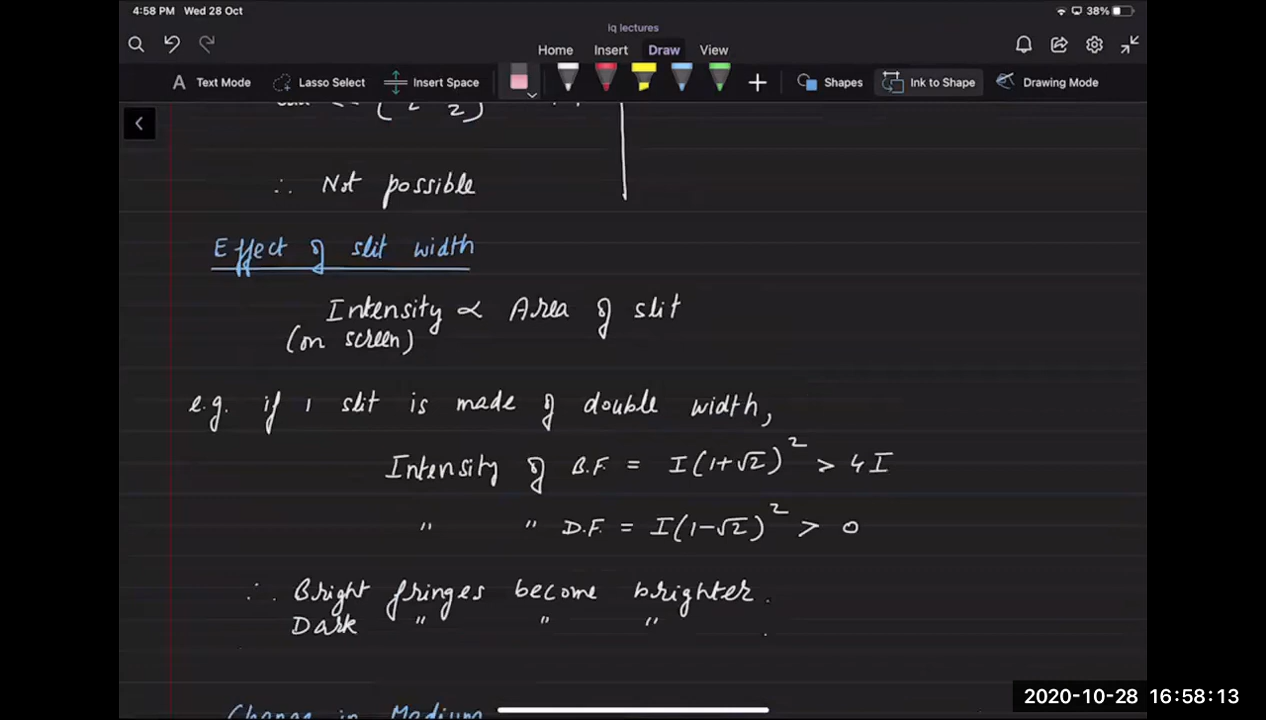 4:58 PM Wed 28 Oct
38%
iq lectures
Home Insert Draw View
Text Mode Lasso Select Insert Space Shapes Ink to Shape Drawing Mode
∴ Not possible
Effect of slit width
Intensity ∝ Area of slit
(on screen)
e.g. if 1 slit is made of double width,
Intensity of B.F. = I(1+√2)² > 4I
" " D.F. = I(1-√2)² > 0
∴ Bright fringes become brighter.
Dark " " "
Change in Medium
2020-10-28 16:58:13